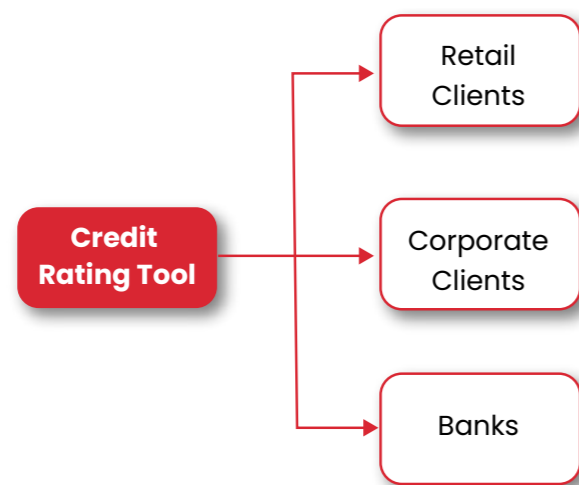 Retail
Clients
Credit
Rating Tool
Corporate
Clients
Banks